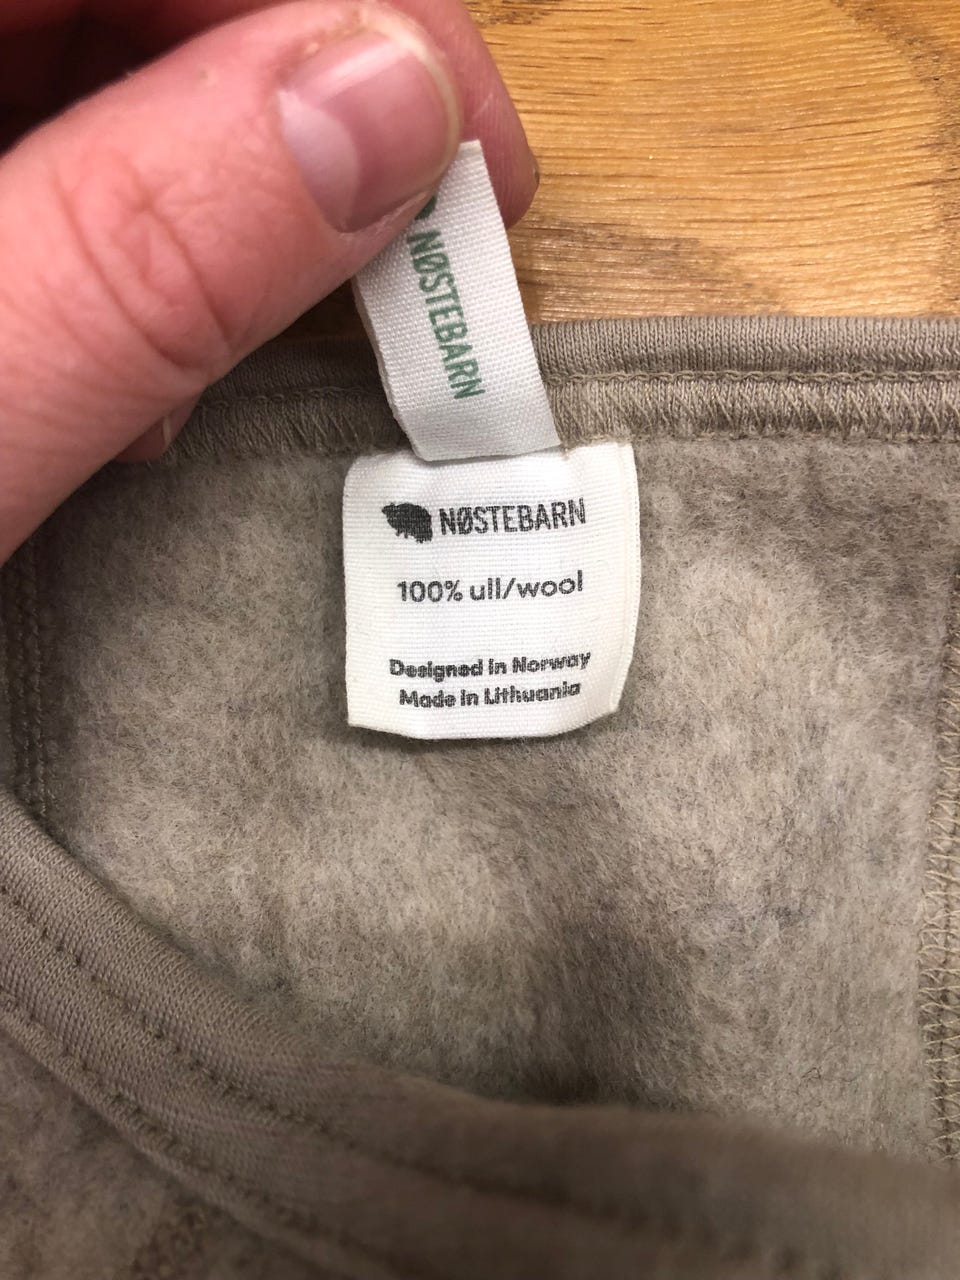 NØSTEBARN
NØSTEBARN
100% ull/wool
Designed in Norway
Made in Lithuania